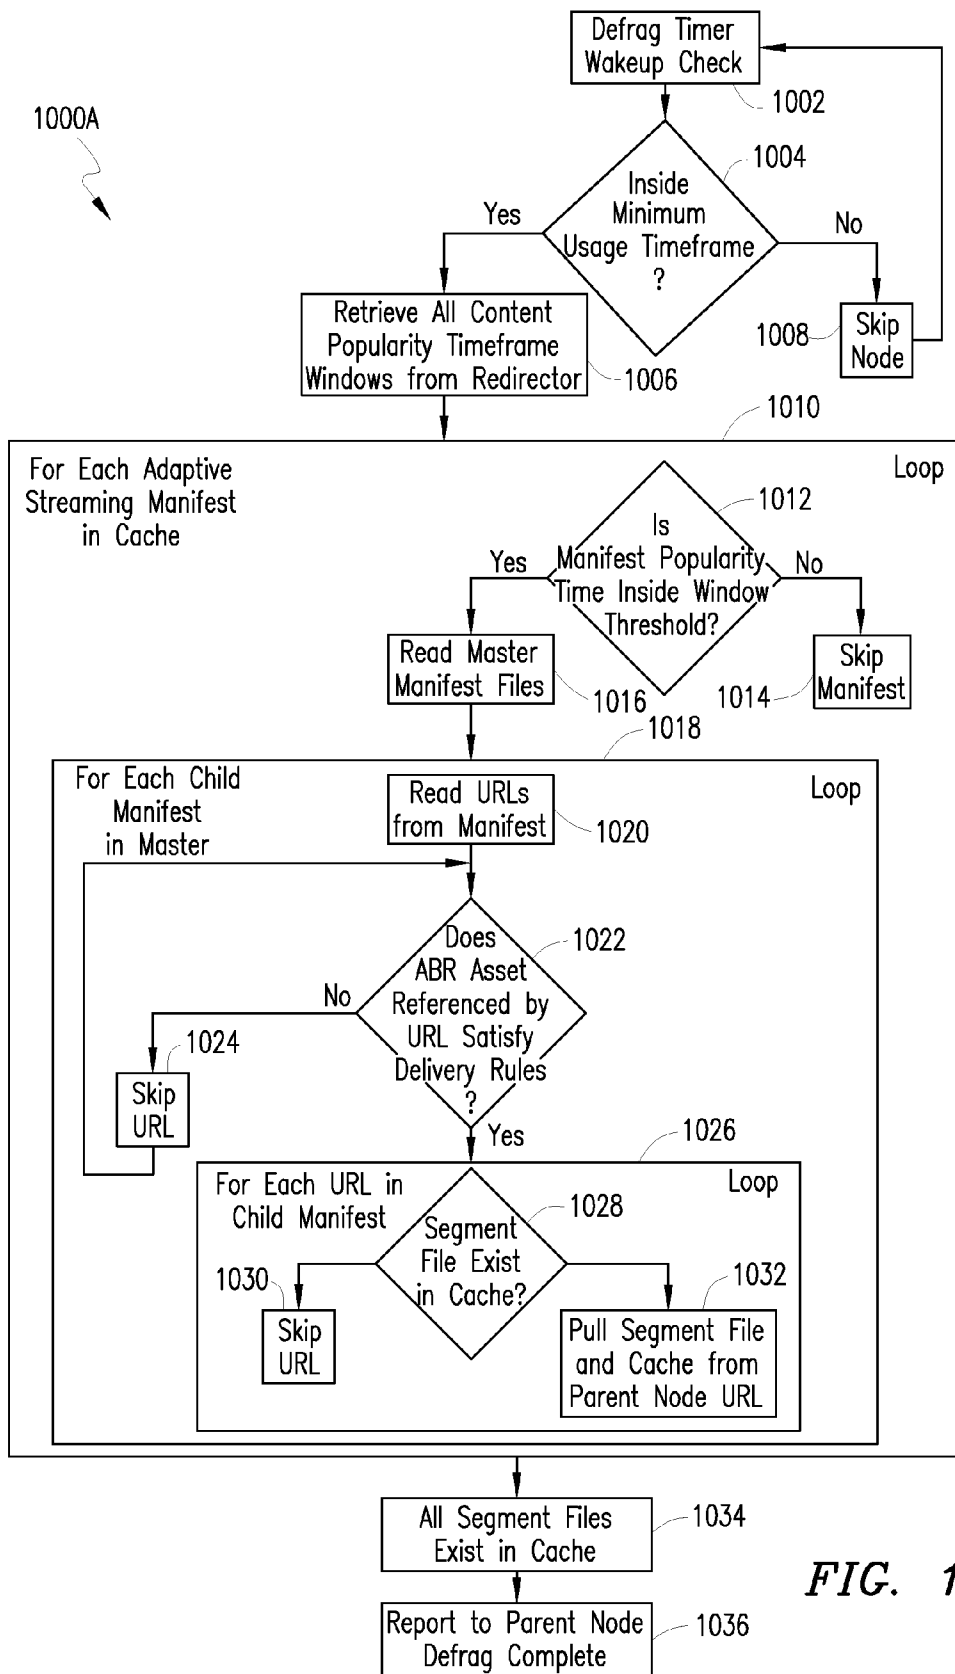 Defrag Timer
Wakeup Check
1002
1000A
1004
Inside
Minimum
Usage Timeframe
?
Yes
No
Retrieve All Content
Popularity Timeframe
Windows from Redirector
1006
1008
Skip
Node
1010
For Each Adaptive
Streaming Manifest
in Cache
Loop
1012
Is
Manifest Popularity
Time Inside Window
Threshold?
Yes
No
Read Master
Manifest Files
1016
1014
Skip
Manifest
1018
For Each Child
Manifest
in Master
Loop
Read URLs
from Manifest
1020
1022
Does
ABR Asset
Referenced by
URL Satisfy
Delivery Rules
?
No
1024
Skip
URL
Yes
1026
For Each URL in
Child Manifest
Loop
1028
Segment
File Exist
in Cache?
1030
Skip
URL
1032
Pull Segment File
and Cache from
Parent Node URL
All Segment Files
Exist in Cache
1034
FIG. 1
Report to Parent Node
Defrag Complete
1036